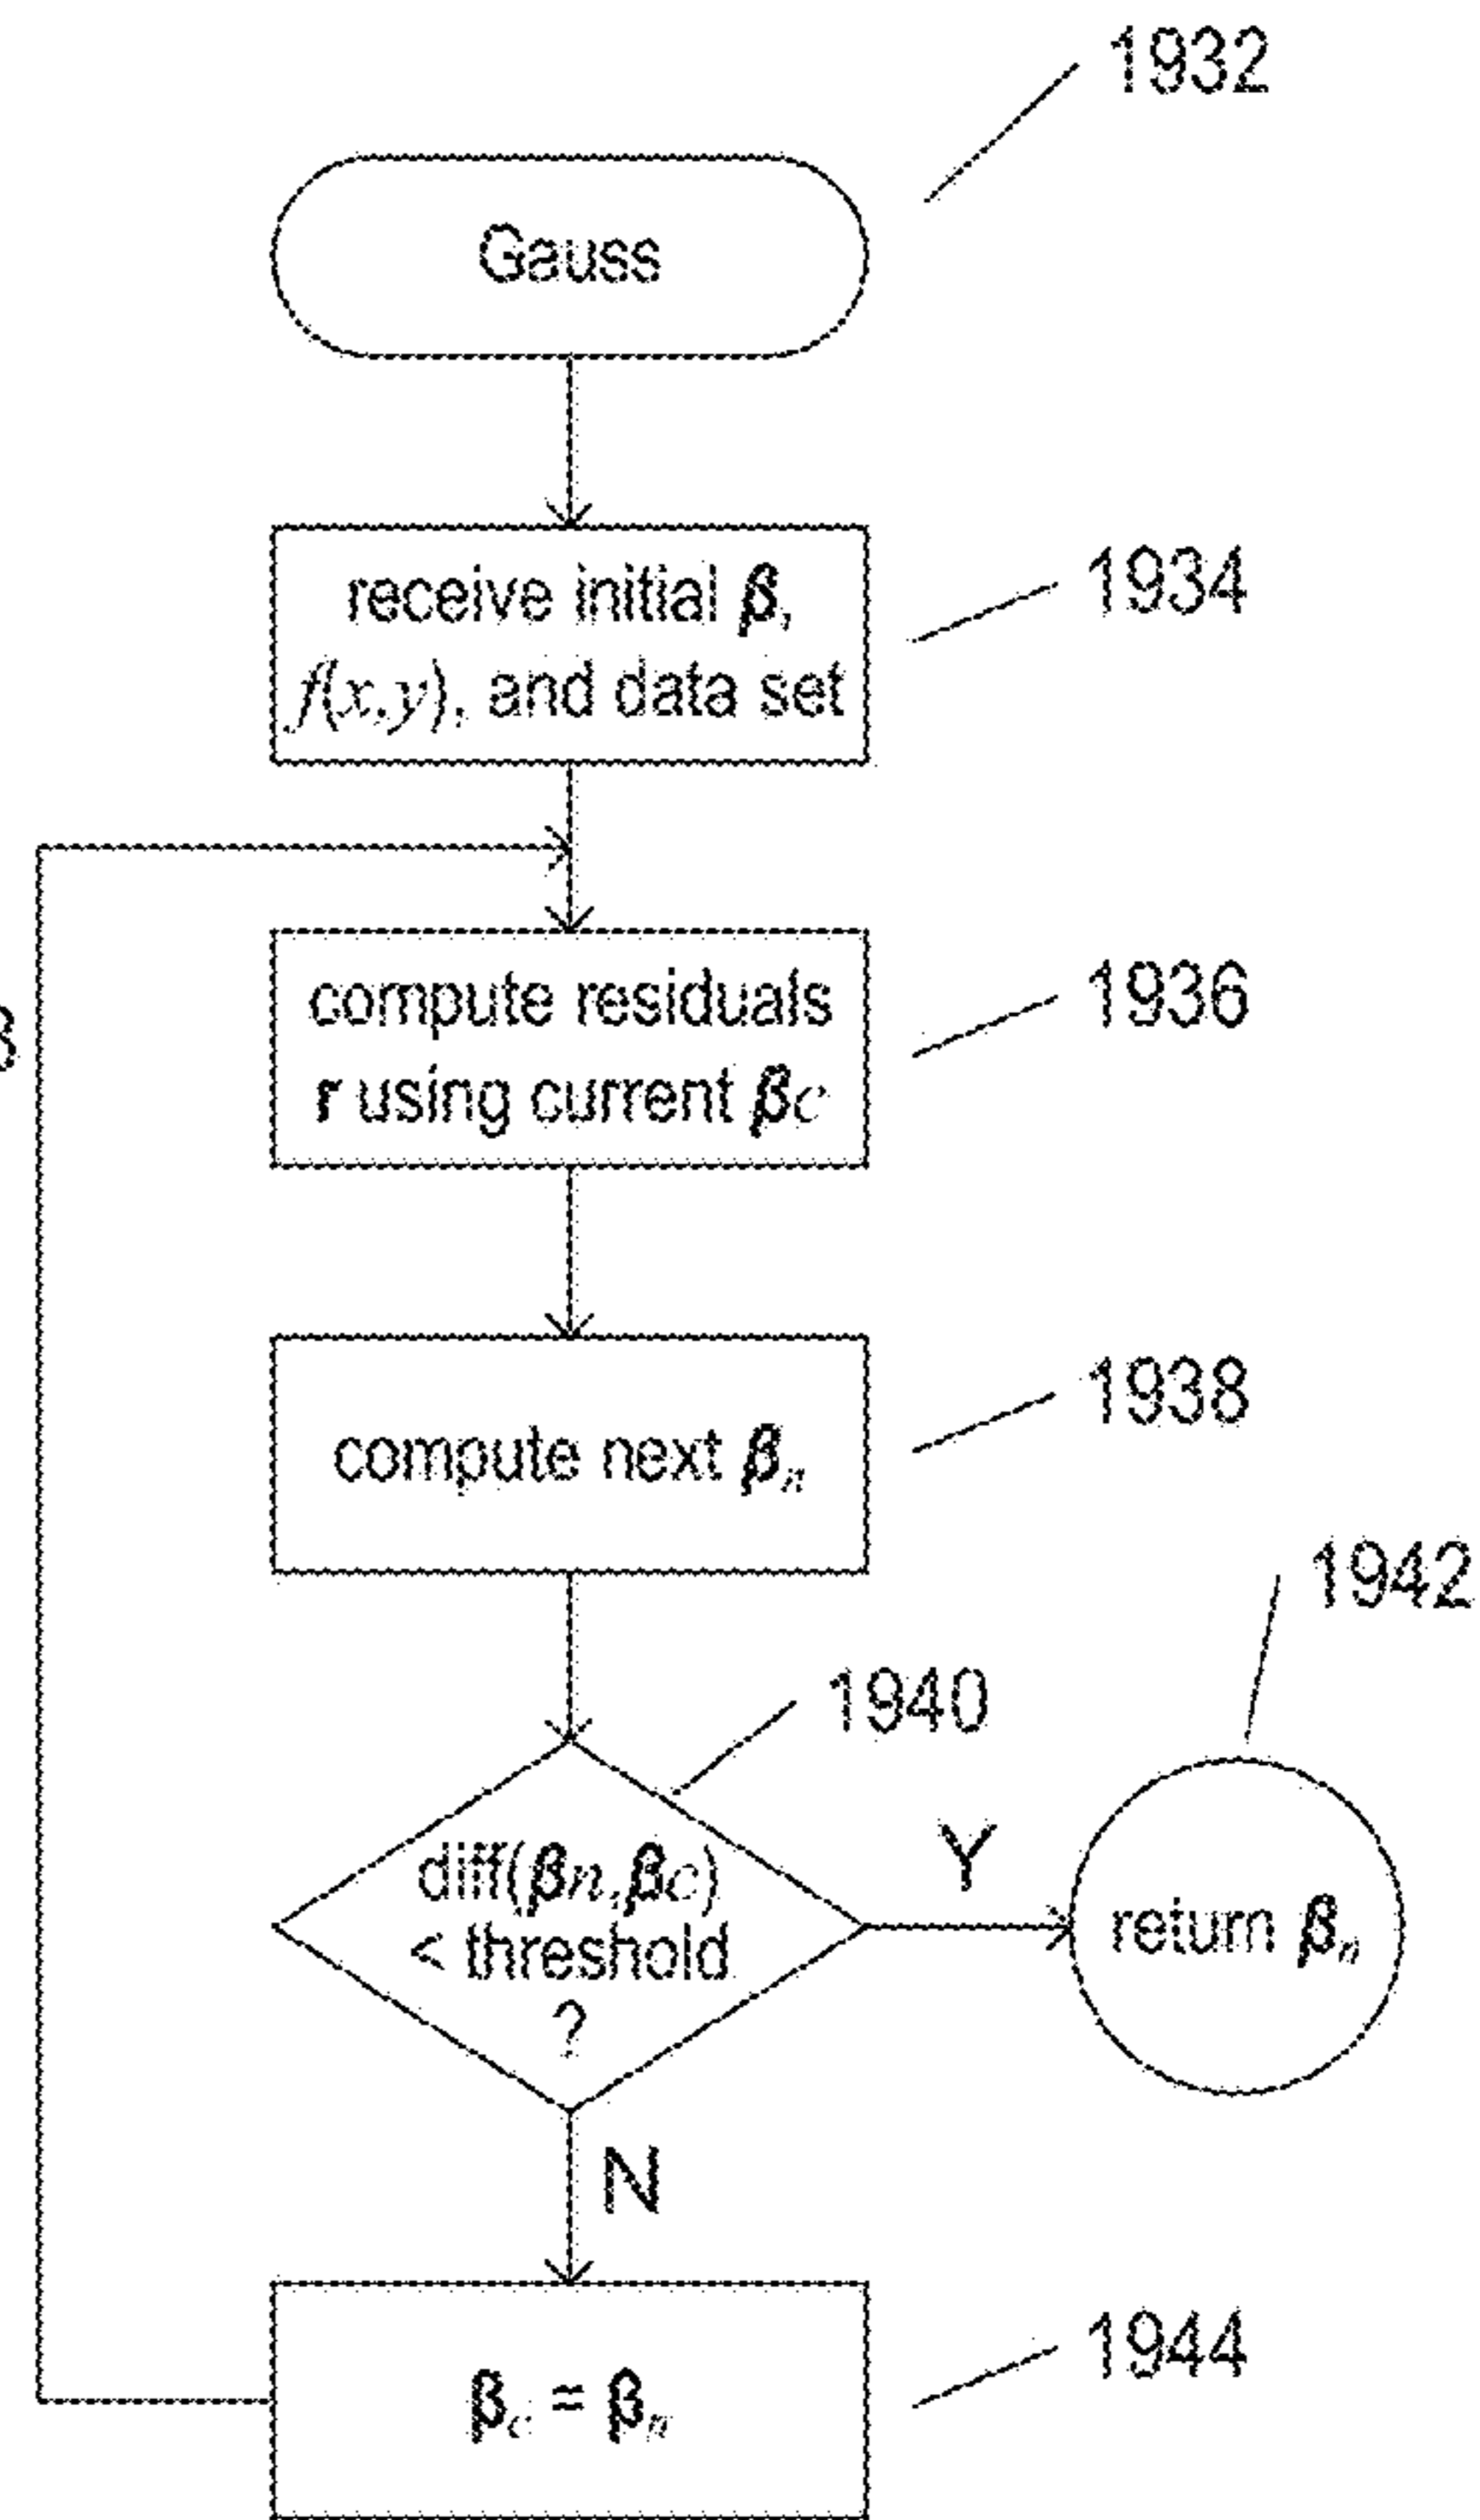 1932
Gauss
receive initial β,
f(x,y), and data set
1934
compute residuals
r using current βc
1936
compute next βn
1938
1942
1940
diff(βn,βc)
< threshold
?
Y
return βn
N
βc = βn
1944